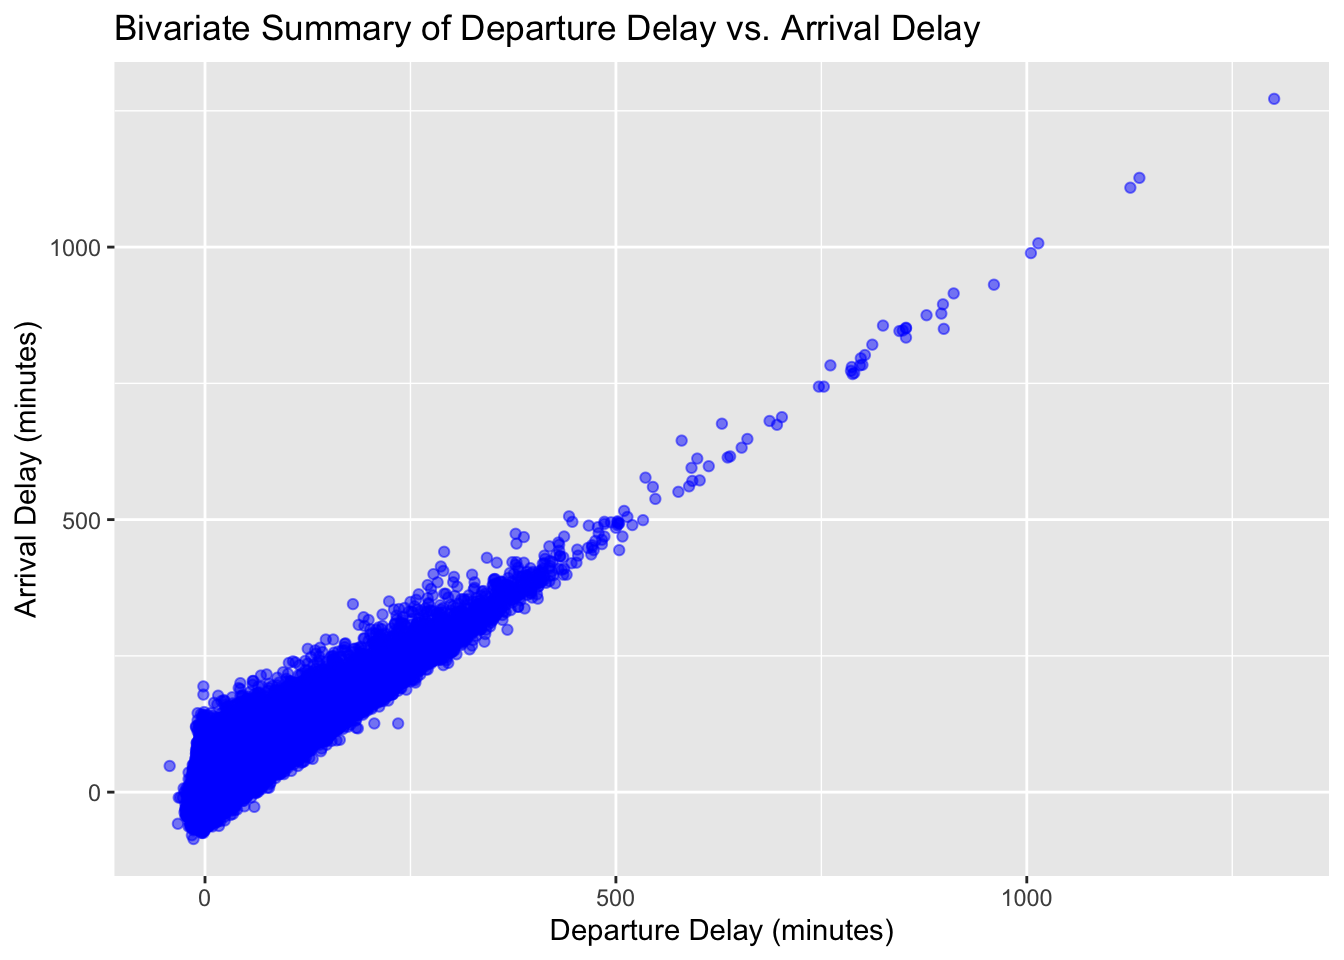 Bivariate Summary of Departure Delay vs. Arrival Delay
Arrival Delay (minutes)
1000
500
0
0 500 1000
Departure Delay (minutes)